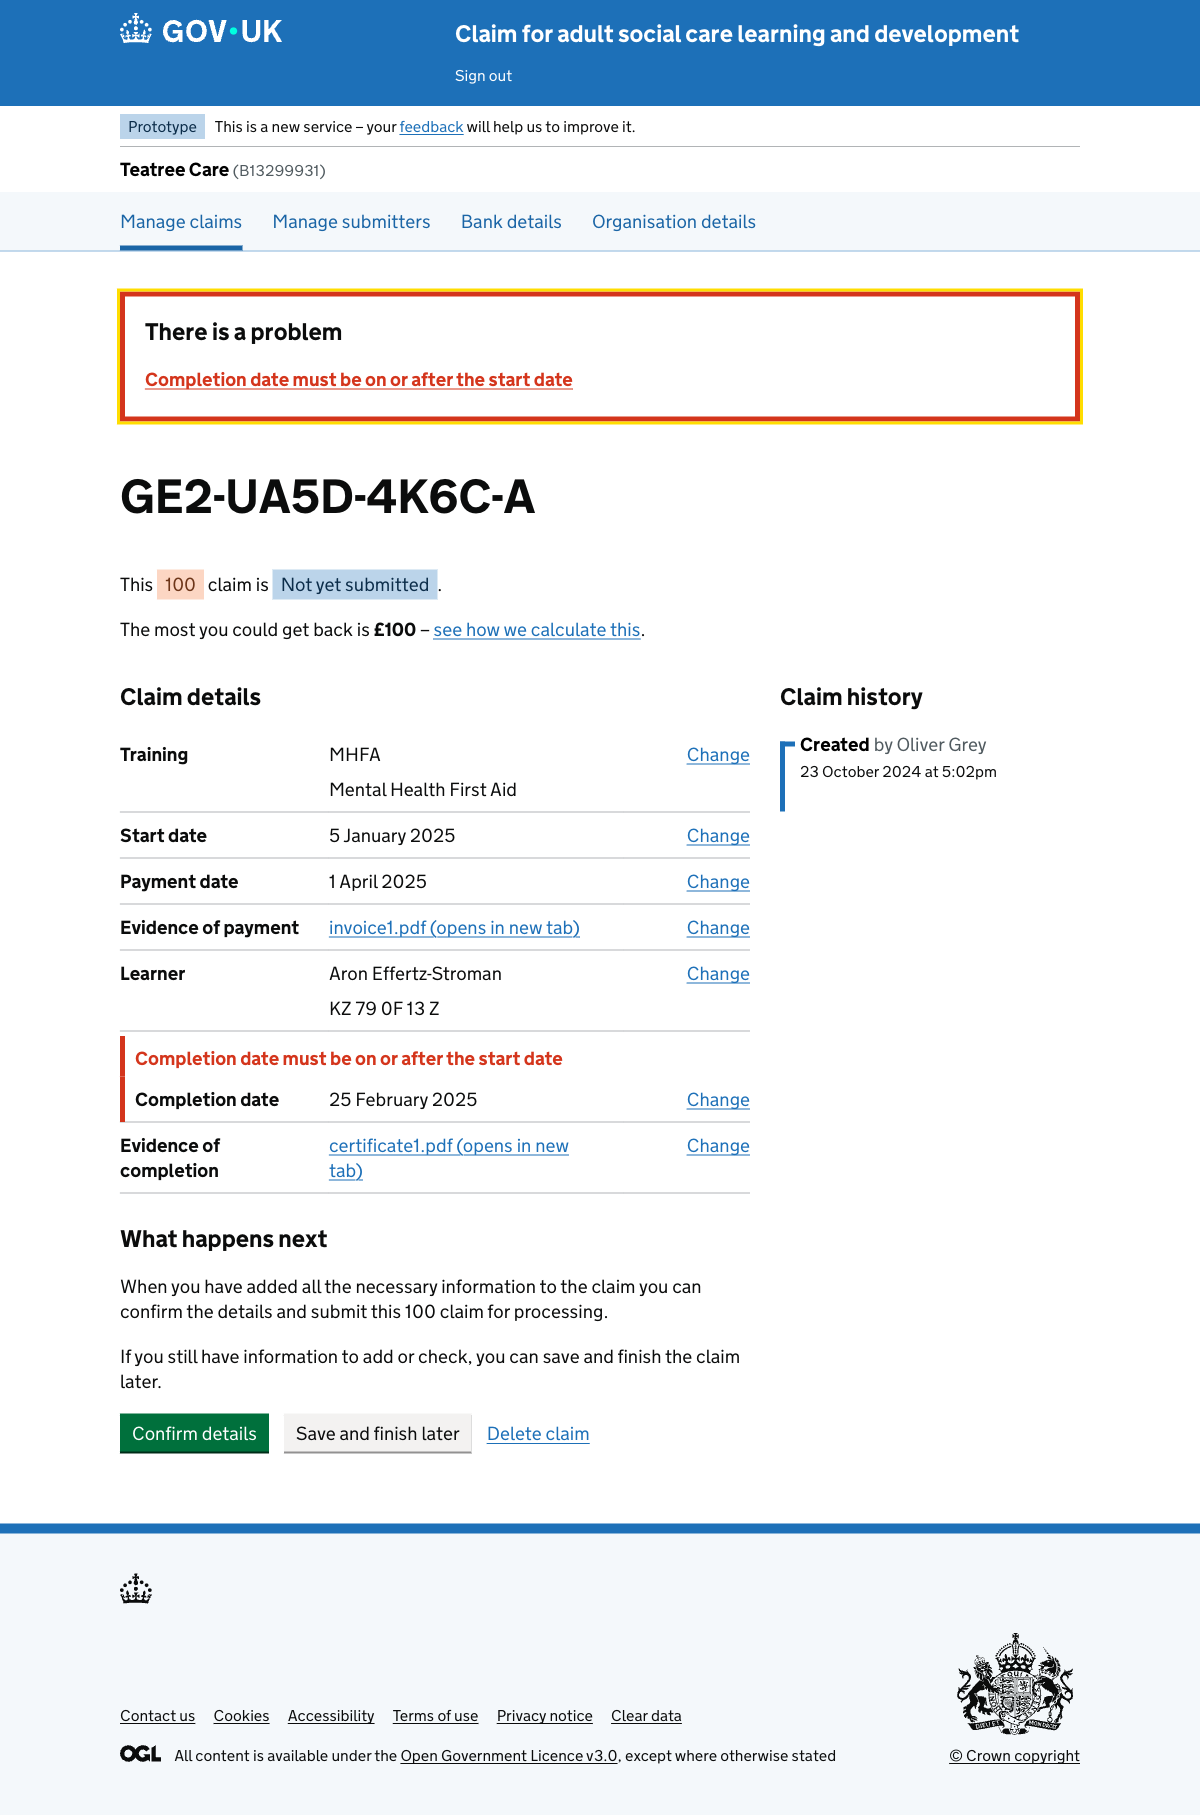 GOV·UK
Claim for adult social care learning and development
Sign out
Prototype This is a new service – your feedback will help us to improve it.
Teatree Care (B13299931)
Manage claims Manage submitters Bank details Organisation details
There is a problem
Completion date must be on or after the start date
GE2-UA5D-4K6C-A
This 100 claim is Not yet submitted.
The most you could get back is £100 – see how we calculate this.
Claim details
Training MHFA Change
Mental Health First Aid
Start date 5 January 2025 Change
Payment date 1 April 2025 Change
Evidence of payment invoice1.pdf (opens in new tab) Change
Learner Aron Effertz-Stroman Change
KZ 79 0F 13 Z
Completion date must be on or after the start date
Completion date 25 February 2025 Change
Evidence of certificate1.pdf (opens in new Change
completion tab)
Claim history
Created by Oliver Grey
23 October 2024 at 5:02pm
What happens next
When you have added all the necessary information to the claim you can
confirm the details and submit this 100 claim for processing.
If you still have information to add or check, you can save and finish the claim
later.
Confirm details Save and finish later Delete claim
Contact us Cookies Accessibility Terms of use Privacy notice Clear data
OGL All content is available under the Open Government Licence v3.0, except where otherwise stated
© Crown copyright